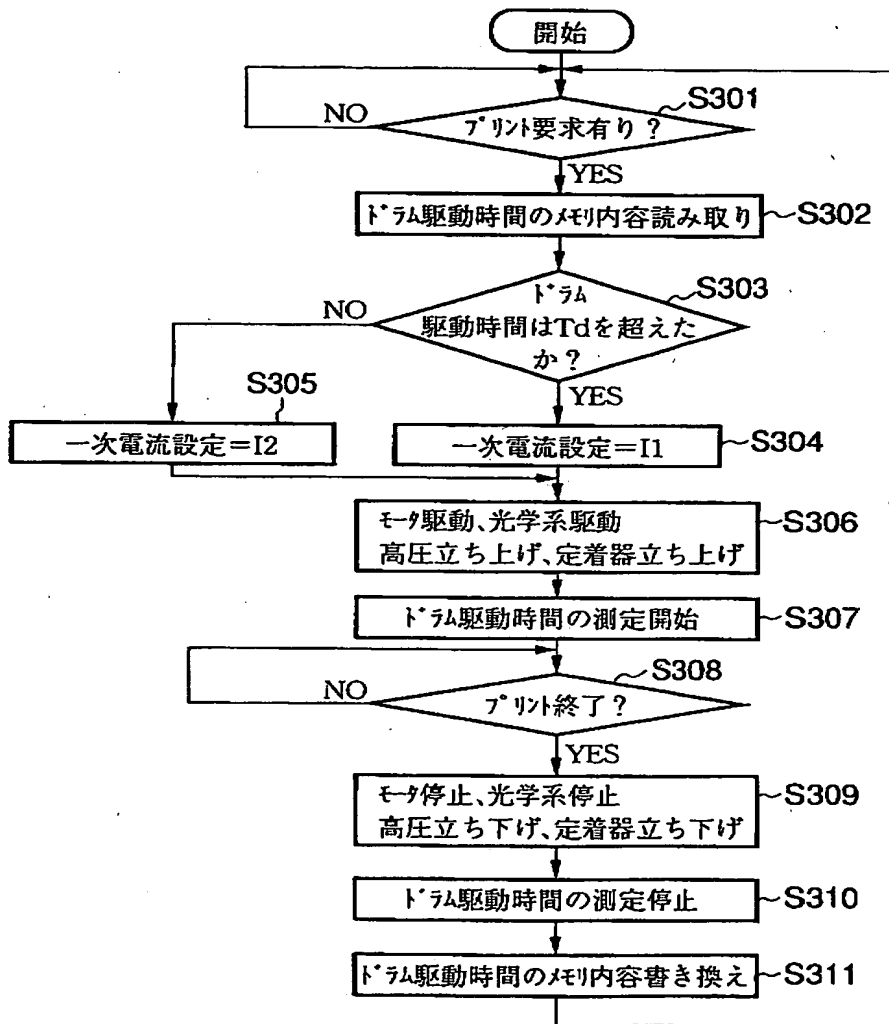 開始
S301
NO
プリント要求有り?
YES
ドラム駆動時間のメモリ内容読み取り
S302
S303
NO
ドラム
駆動時間はTdを超えた
か?
YES
S305
一次電流設定=I2
一次電流設定=I1
S304
モータ駆動、光学系駆動
高圧立ち上げ、定着器立ち上げ
S306
ドラム駆動時間の測定開始
S307
S308
NO
プリント終了?
YES
モータ停止、光学系停止
高圧立ち下げ、定着器立ち下げ
S309
ドラム駆動時間の測定停止
S310
ドラム駆動時間のメモリ内容書き換え
S311